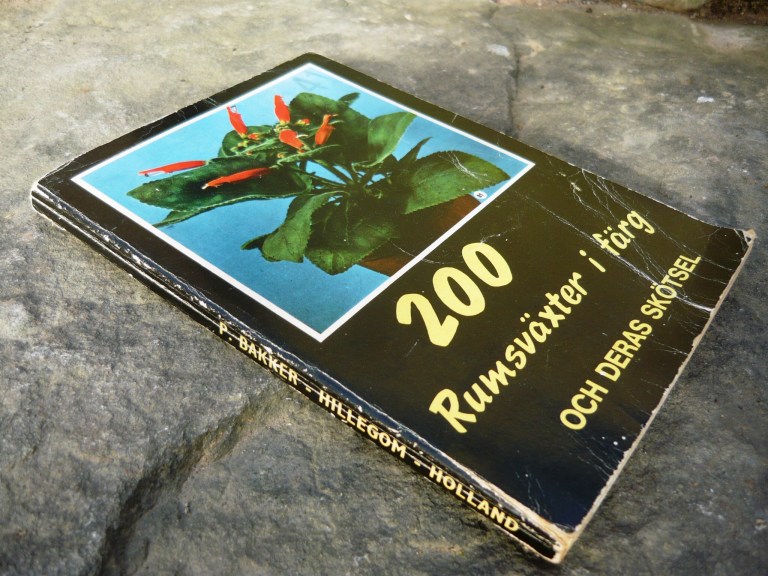 200
Rumsväxter i färg
OCH DERAS SKÖTSEL
P. BAKKER - HILLEGOM - HOLLAND